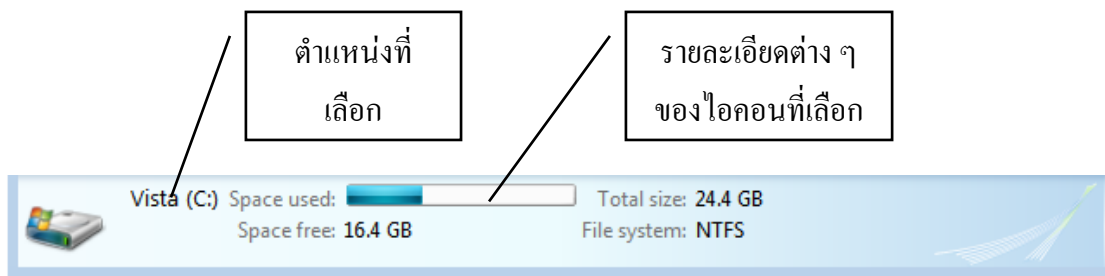 ตำแหน่งที่
เลือก
รายละเอียดต่าง ๆ
ของไอคอนที่เลือก
Vista (C:) Space used: Total size: 24.4 GB
Space free: 16.4 GB File system: NTFS